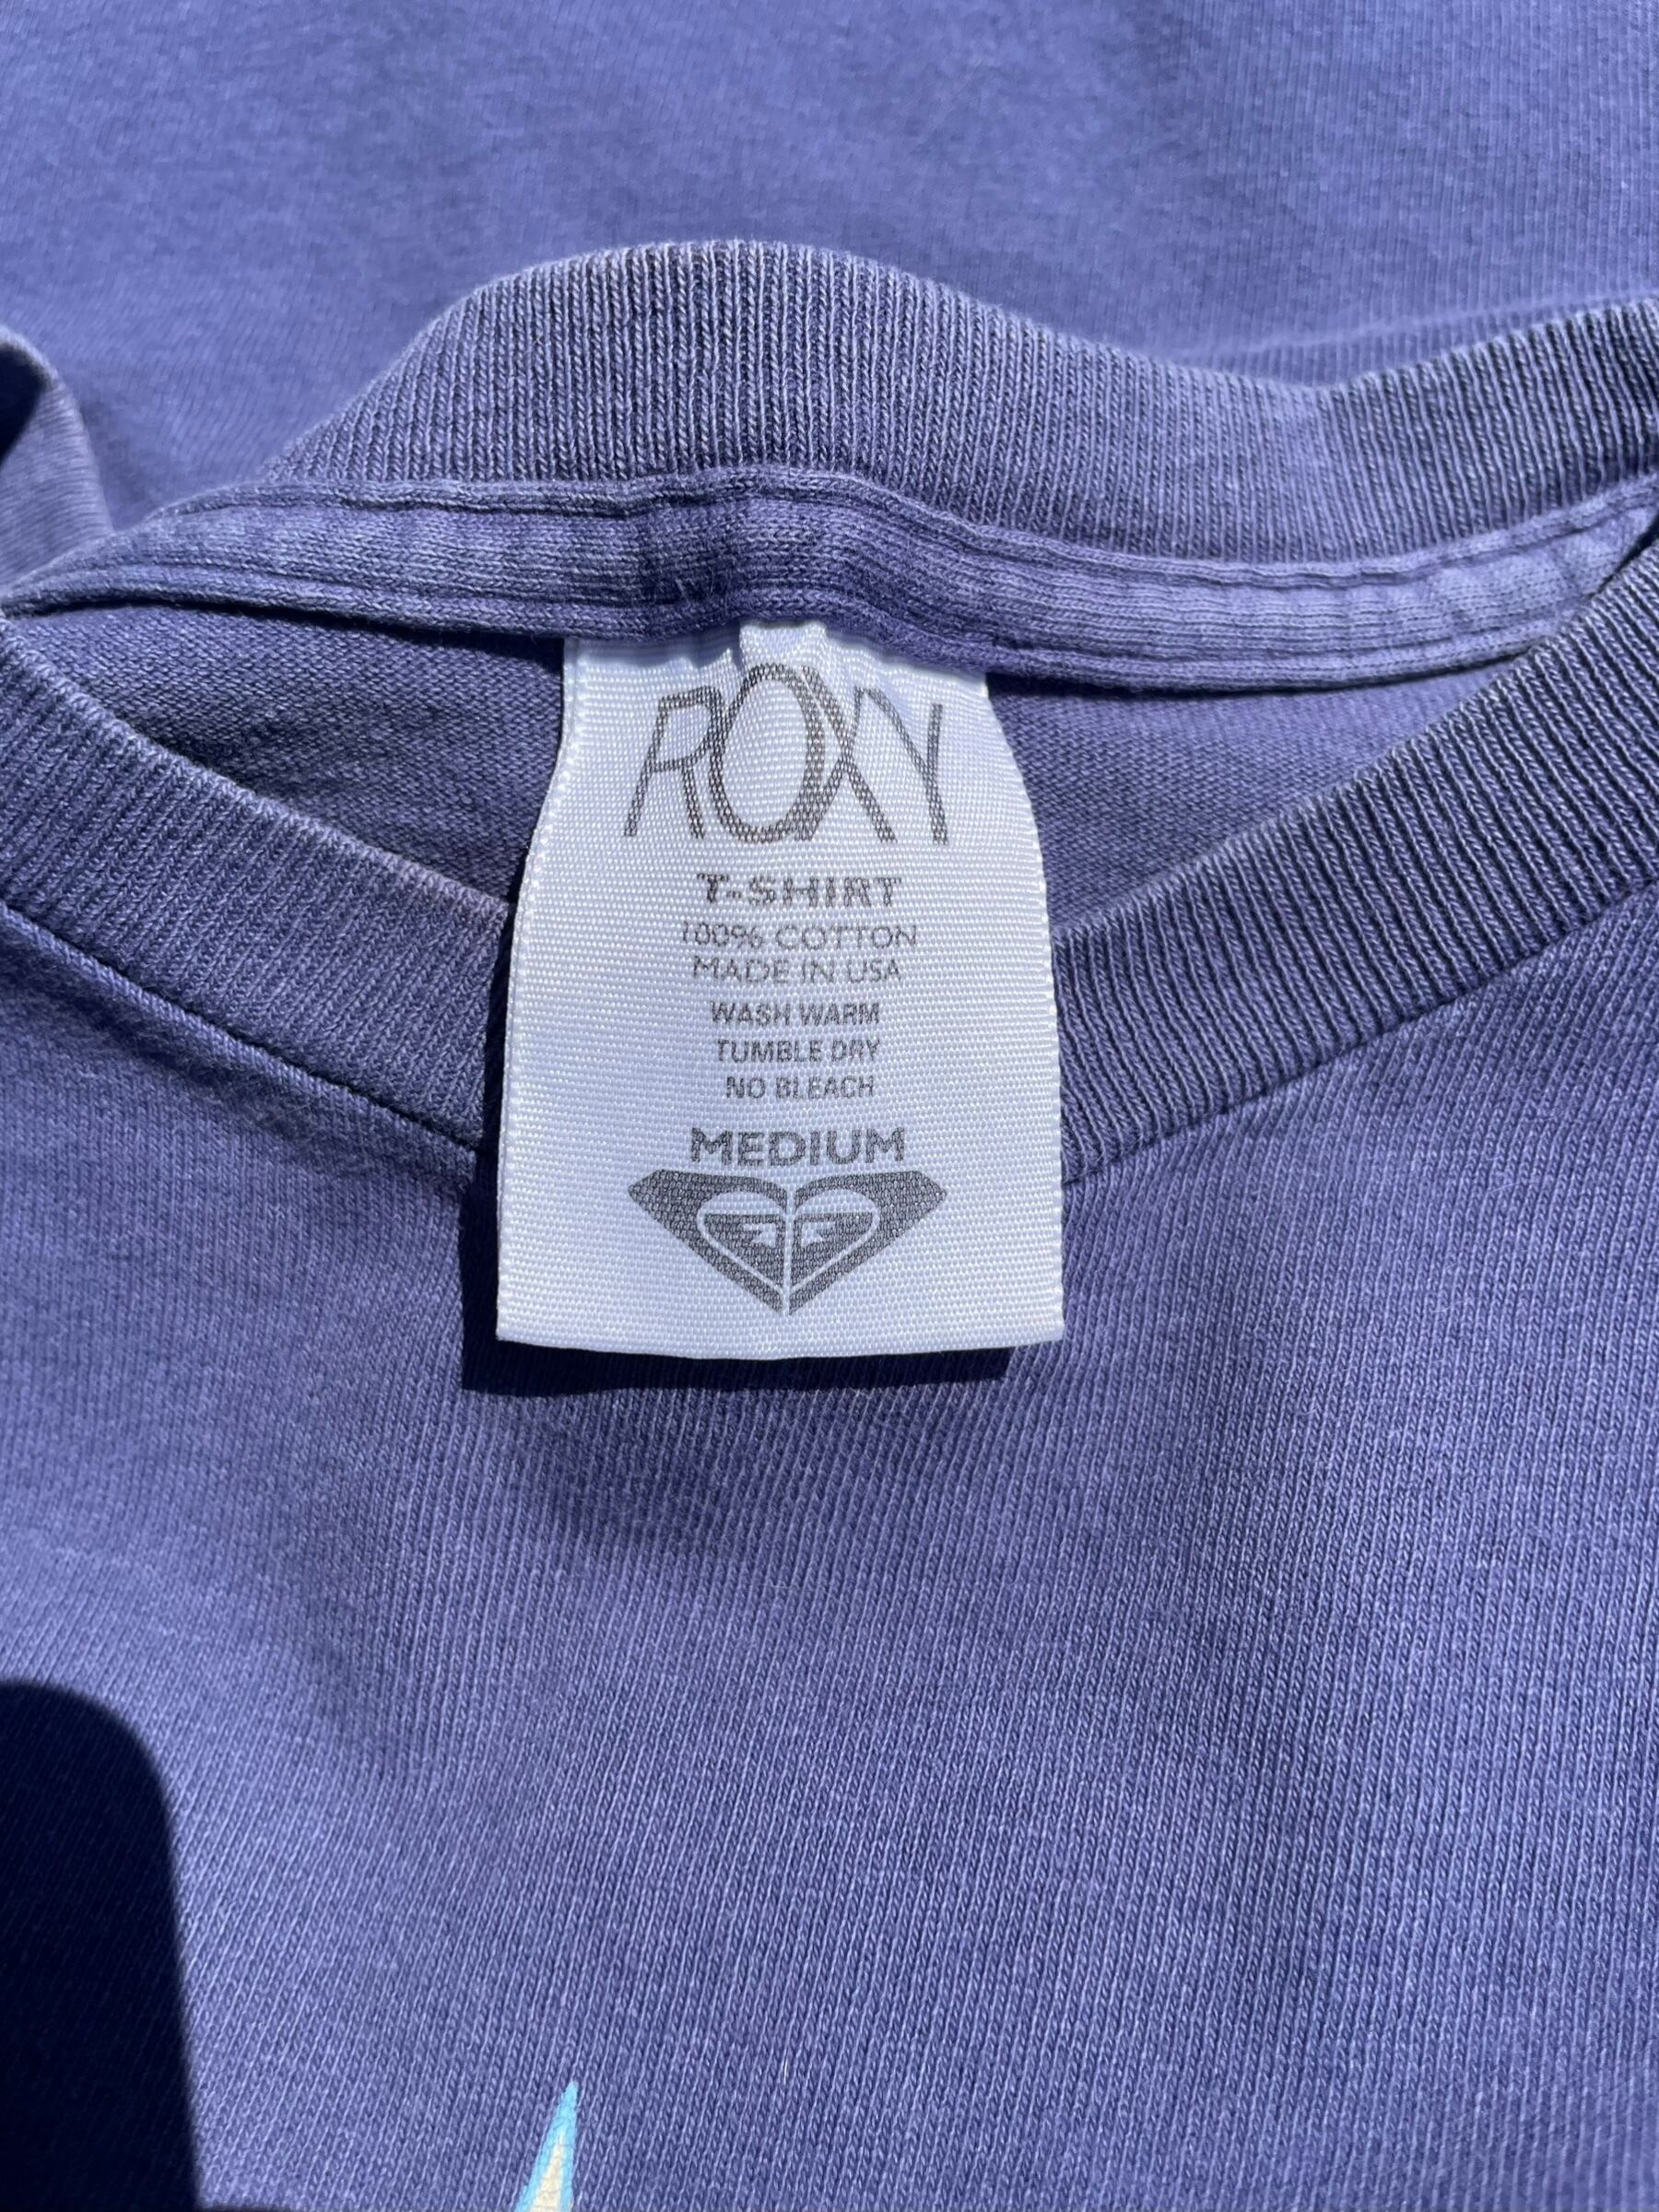 ROXY
T-SHIRT
100% COTTON
MADE IN USA
WASH WARM
TUMBLE DRY
NO BLEACH
MEDIUM